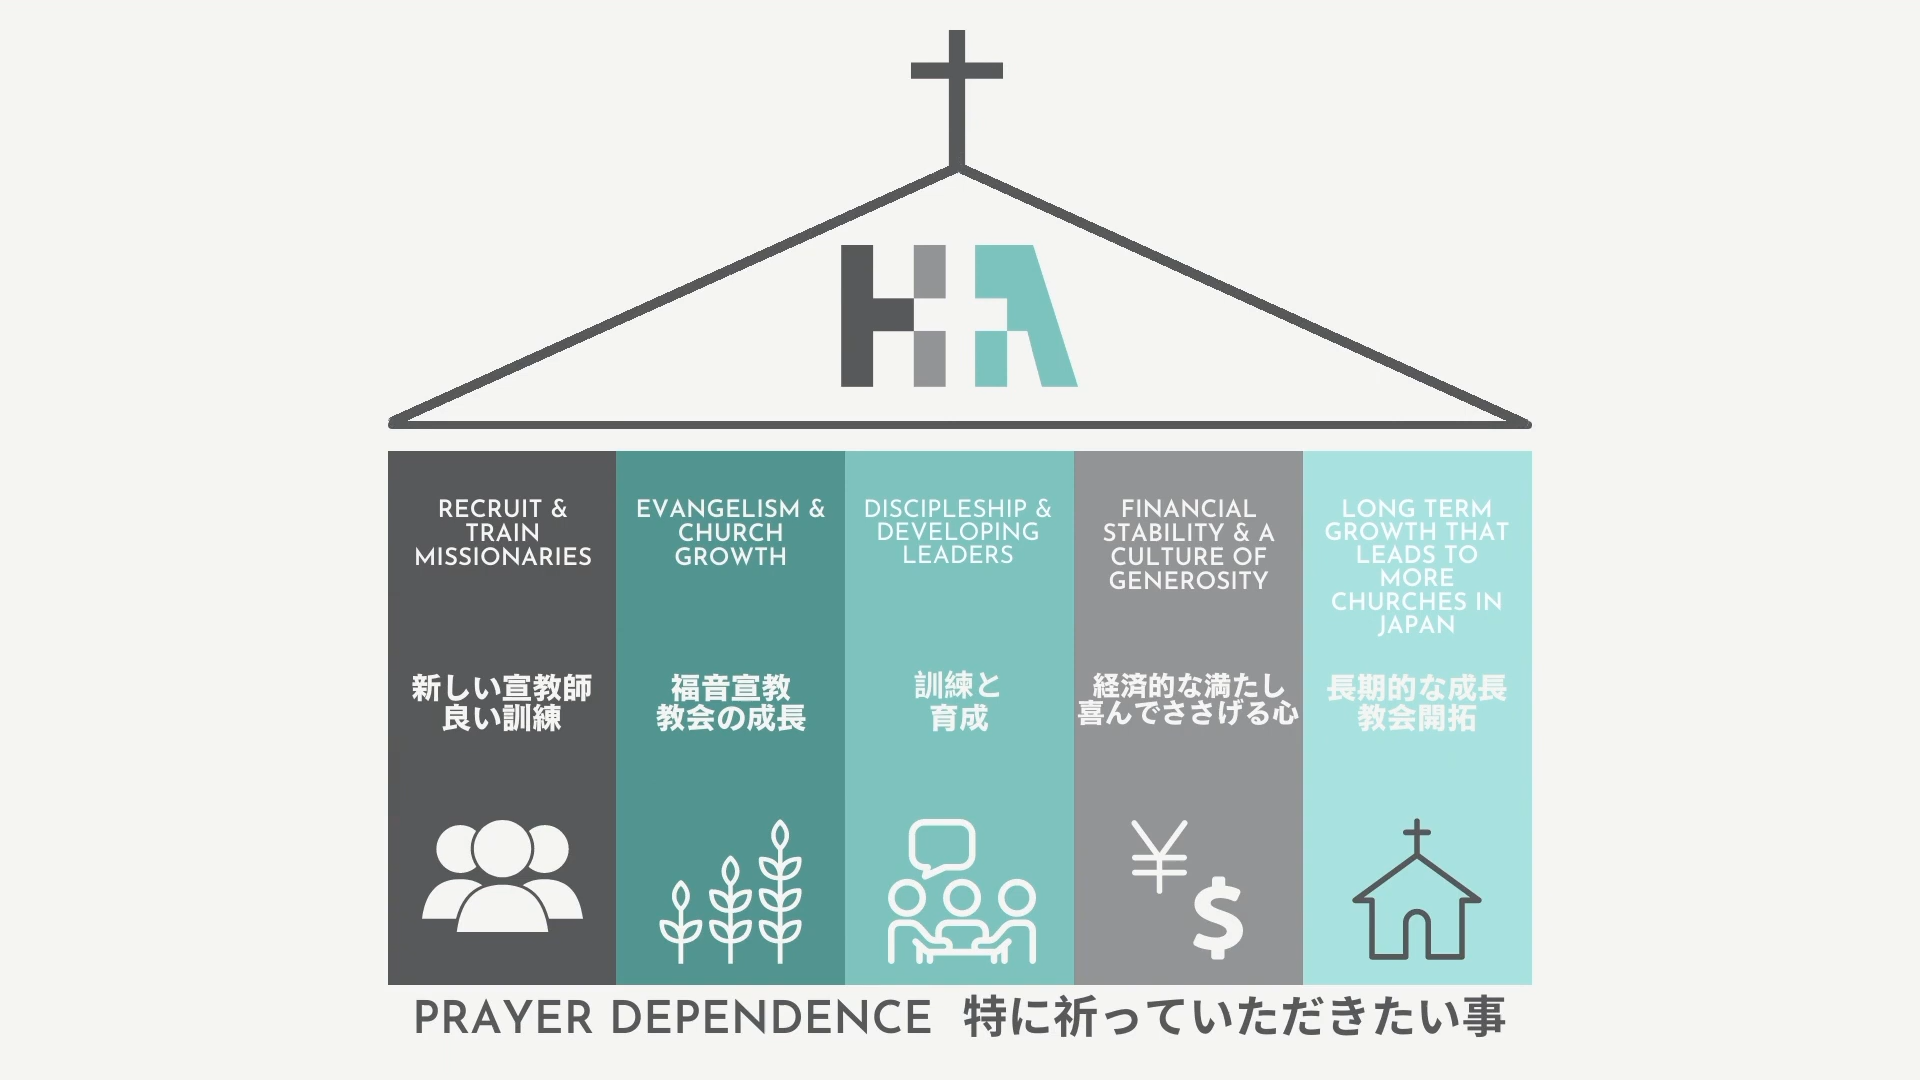 HA
RECRUIT &
TRAIN
MISSIONARIES
新しい宣教師
良い訓練
EVANGELISM &
CHURCH
GROWTH
福音宣教
教会の成長
DISCIPLESHIP &
DEVELOPING
LEADERS
訓練と
育成
FINANCIAL
STABILITY & A
CULTURE OF
GENEROSITY
経済的な満たし
喜んでささげる心
¥
$
LONG TERM
GROWTH THAT
LEADS TO
MORE
CHURCHES IN
JAPAN
長期的な成長
教会開拓
PRAYER DEPENDENCE 特に祈っていただきたい事